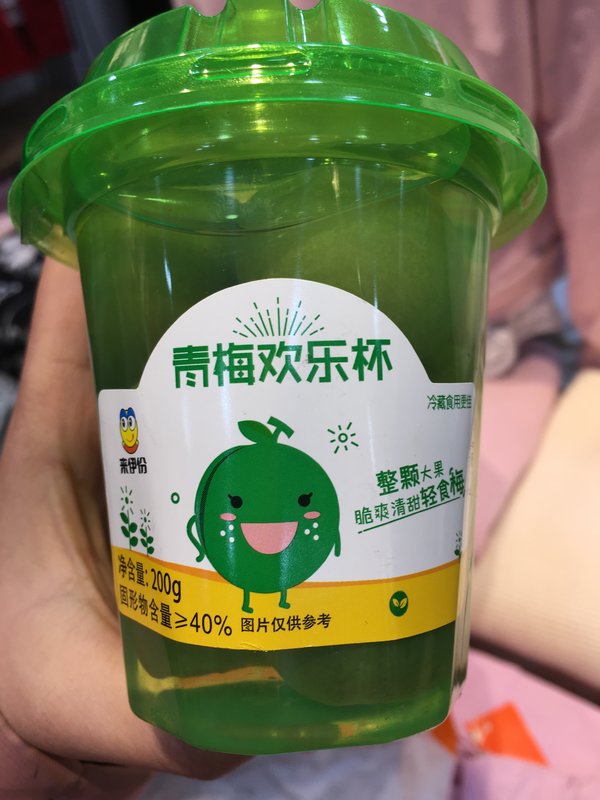 青梅欢乐杯
冷藏食用更佳
来伊份
整颗大果
脆爽清甜轻食梅
净含量: 200g
固形物含量≥40%
图片仅供参考